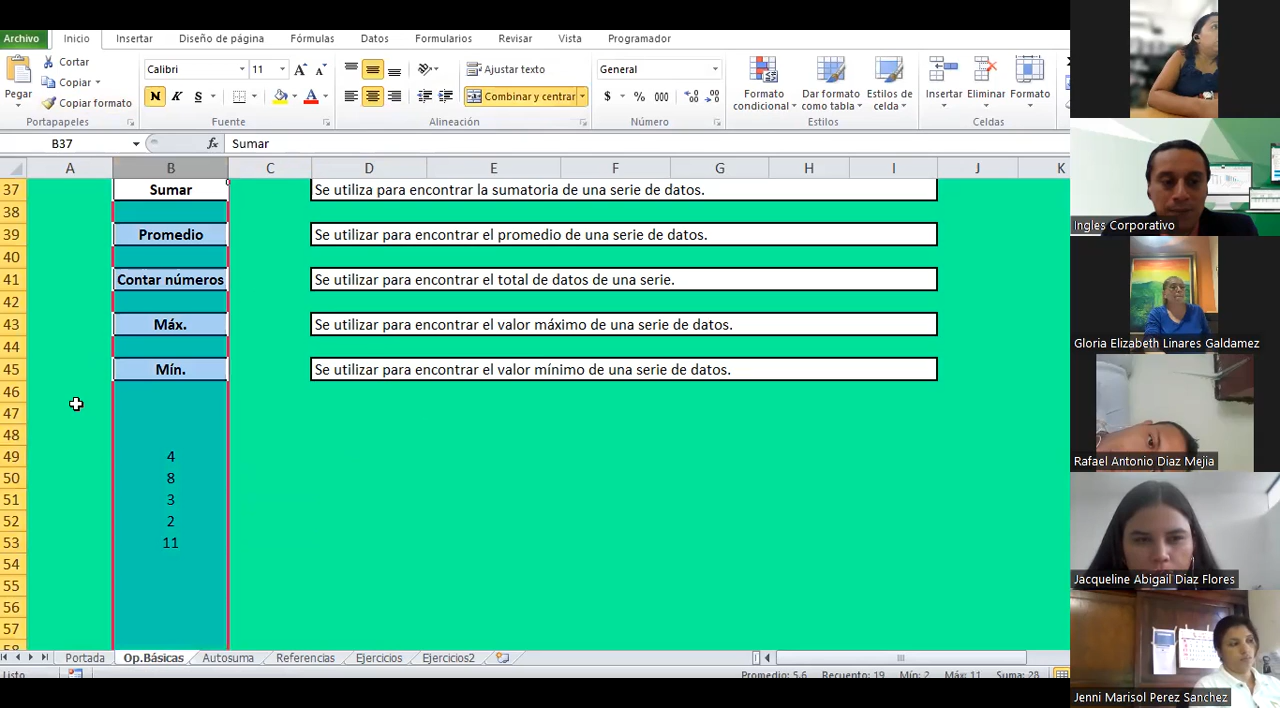 Archivo Inicio Insertar Diseño de página Fórmulas Datos Formularios Revisar Vista Programador
Pegar
Cortar
Copiar
Copiar formato
Portapapeles
Calibri 11
N K S
Fuente
Ajustar texto
Combinar y centrar
Alineación
General
$ % 000
Número
Formato condicional
Dar formato como tabla
Estilos de celda
Estilos
Insertar Eliminar Formato
Celdas
B37 fx Sumar
A B C D E F G H I J K
37 Sumar Se utiliza para encontrar la sumatoria de una serie de datos.
38
39 Promedio Se utilizar para encontrar el promedio de una serie de datos.
40
41 Contar números Se utilizar para encontrar el total de datos de una serie.
42
43 Máx. Se utilizar para encontrar el valor máximo de una serie de datos.
44
45 Mín. Se utilizar para encontrar el valor mínimo de una serie de datos.
46
47
48
49 4
50 8
51 3
52 2
53 11
54
55
56
57
58
Portada Op.Básicas Autosuma Referencias Ejercicios Ejercicios2
Listo Promedio: 5,6 Recuento: 19 Mín: 2 Máx: 11 Suma: 28
Ingles Corporativo
Gloria Elizabeth Linares Galdamez
Rafael Antonio Diaz Mejia
Jacqueline Abigail Diaz Flores
Jenni Marisol Perez Sanchez